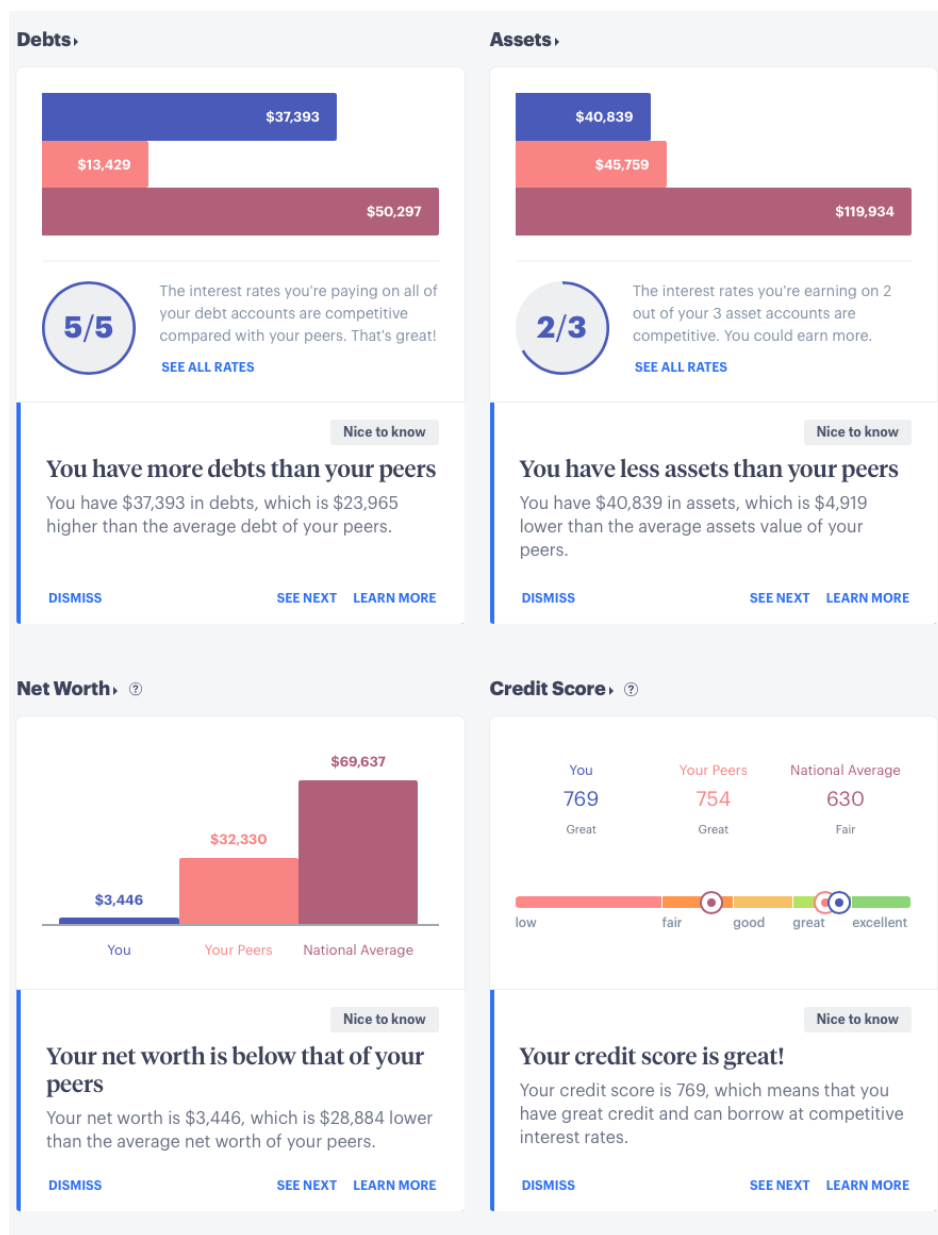 Debts
$37,393
$13,429
$50,297
5/5
The interest rates you're paying on all of
your debt accounts are competitive
compared with your peers. That's great!
SEE ALL RATES
Nice to know
You have more debts than your peers
You have $37,393 in debts, which is $23,965
higher than the average debt of your peers.
DISMISS
SEE NEXT
LEARN MORE
Assets
$40,839
$45,759
$119,934
2/3
The interest rates you're earning on 2
out of your 3 asset accounts are
competitive. You could earn more.
SEE ALL RATES
Nice to know
You have less assets than your peers
You have $40,839 in assets, which is $4,919
lower than the average assets value of your
peers.
DISMISS
SEE NEXT
LEARN MORE
Net Worth ?
$69,637
$32,330
$3,446
You
Your Peers
National Average
Nice to know
Your net worth is below that of your
peers
Your net worth is $3,446, which is $28,884 lower
than the average net worth of your peers.
DISMISS
SEE NEXT
LEARN MORE
Credit Score ?
You
Your Peers
National Average
769
754
630
Great
Great
Fair
low
fair
good
great
excellent
Nice to know
Your credit score is great!
Your credit score is 769, which means that you
have great credit and can borrow at competitive
interest rates.
DISMISS
SEE NEXT
LEARN MORE